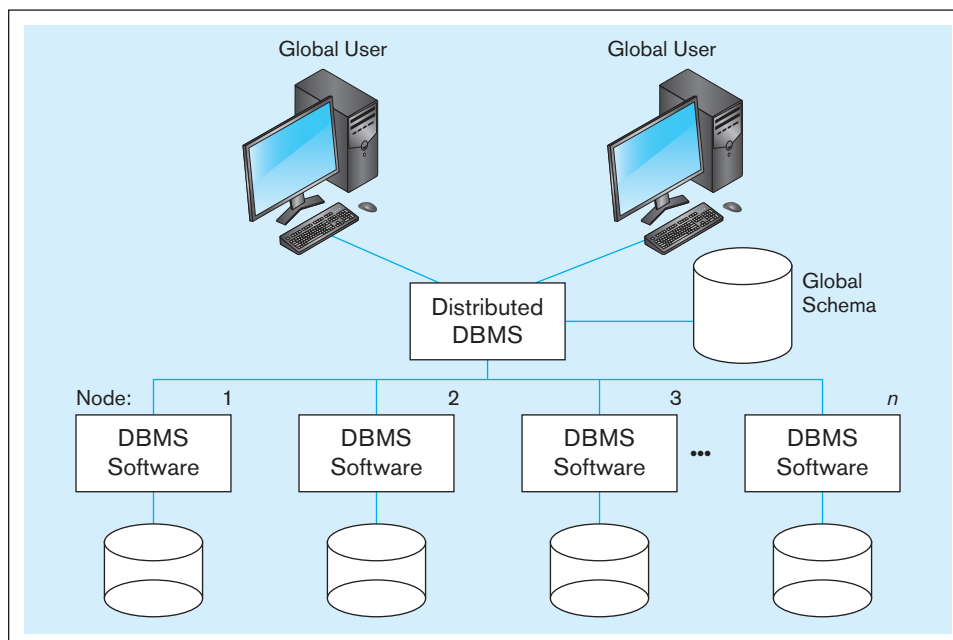 Global User
Global User
Distributed
DBMS
Global
Schema
Node: 1 2 3 n
DBMS
Software
DBMS
Software
DBMS
Software
•••
DBMS
Software